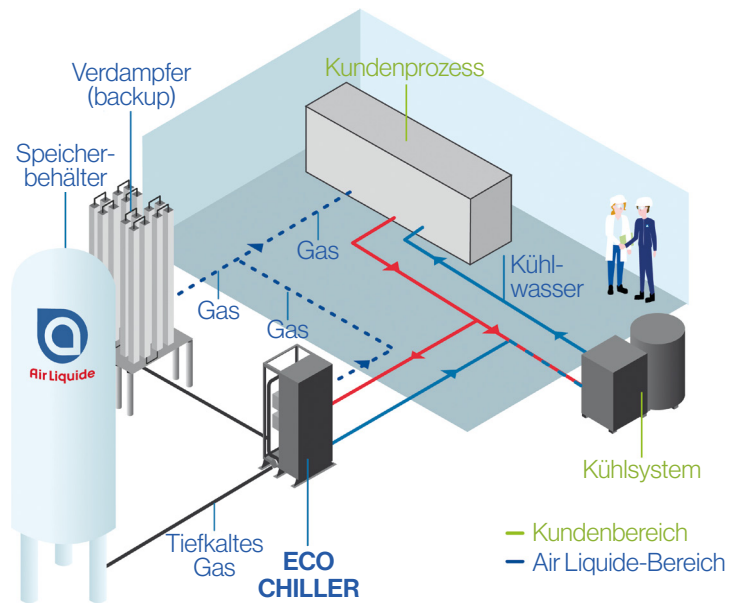 Verdampfer
(backup)
Kundenprozess
Speicher-
behälter
Gas
Kühl-
wasser
Gas
Gas
Air Liquide
Kühlsystem
Tiefkaltes
Gas
ECO
CHILLER
Kundenbereich
Air Liquide-Bereich